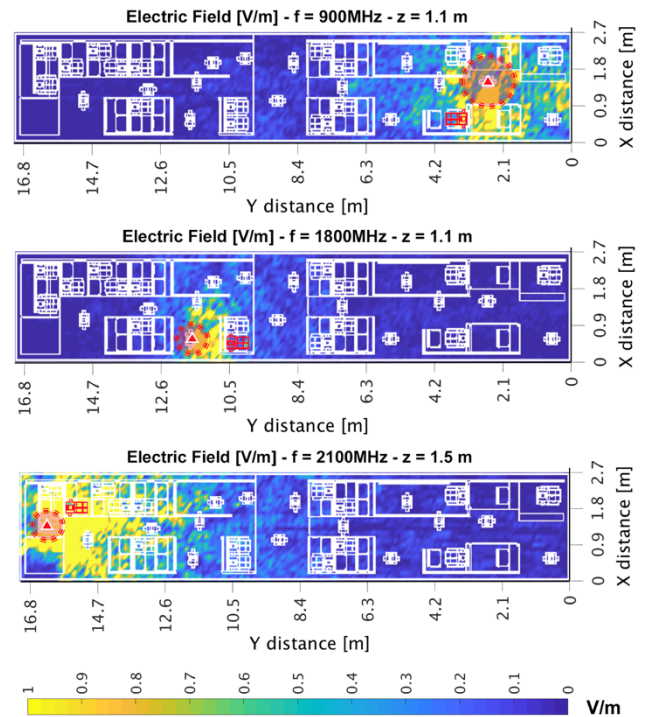 Electric Field [V/m] - f = 900MHz - z = 1.1 m
2.7
1.8
0.9
0
X distance [m]
16.8 14.7 12.6 10.5 8.4 6.3 4.2 2.1 0
Y distance [m]
Electric Field [V/m] - f = 1800MHz - z = 1.1 m
2.7
1.8
0.9
0
X distance [m]
16.8 14.7 12.6 10.5 8.4 6.3 4.2 2.1 0
Y distance [m]
Electric Field [V/m] - f = 2100MHz - z = 1.5 m
2.7
1.8
0.9
0
X distance [m]
16.8 14.7 12.6 10.5 8.4 6.3 4.2 2.1 0
Y distance [m]
1 0.9 0.8 0.7 0.6 0.5 0.4 0.3 0.2 0.1 0
V/m